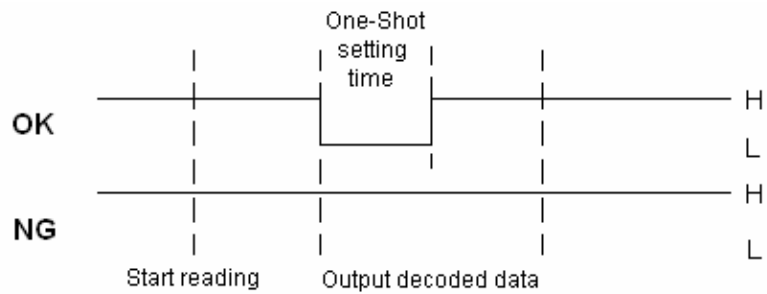 One-Shot
setting
time
OK
H
L
NG
H
L
Start reading
Output decoded data